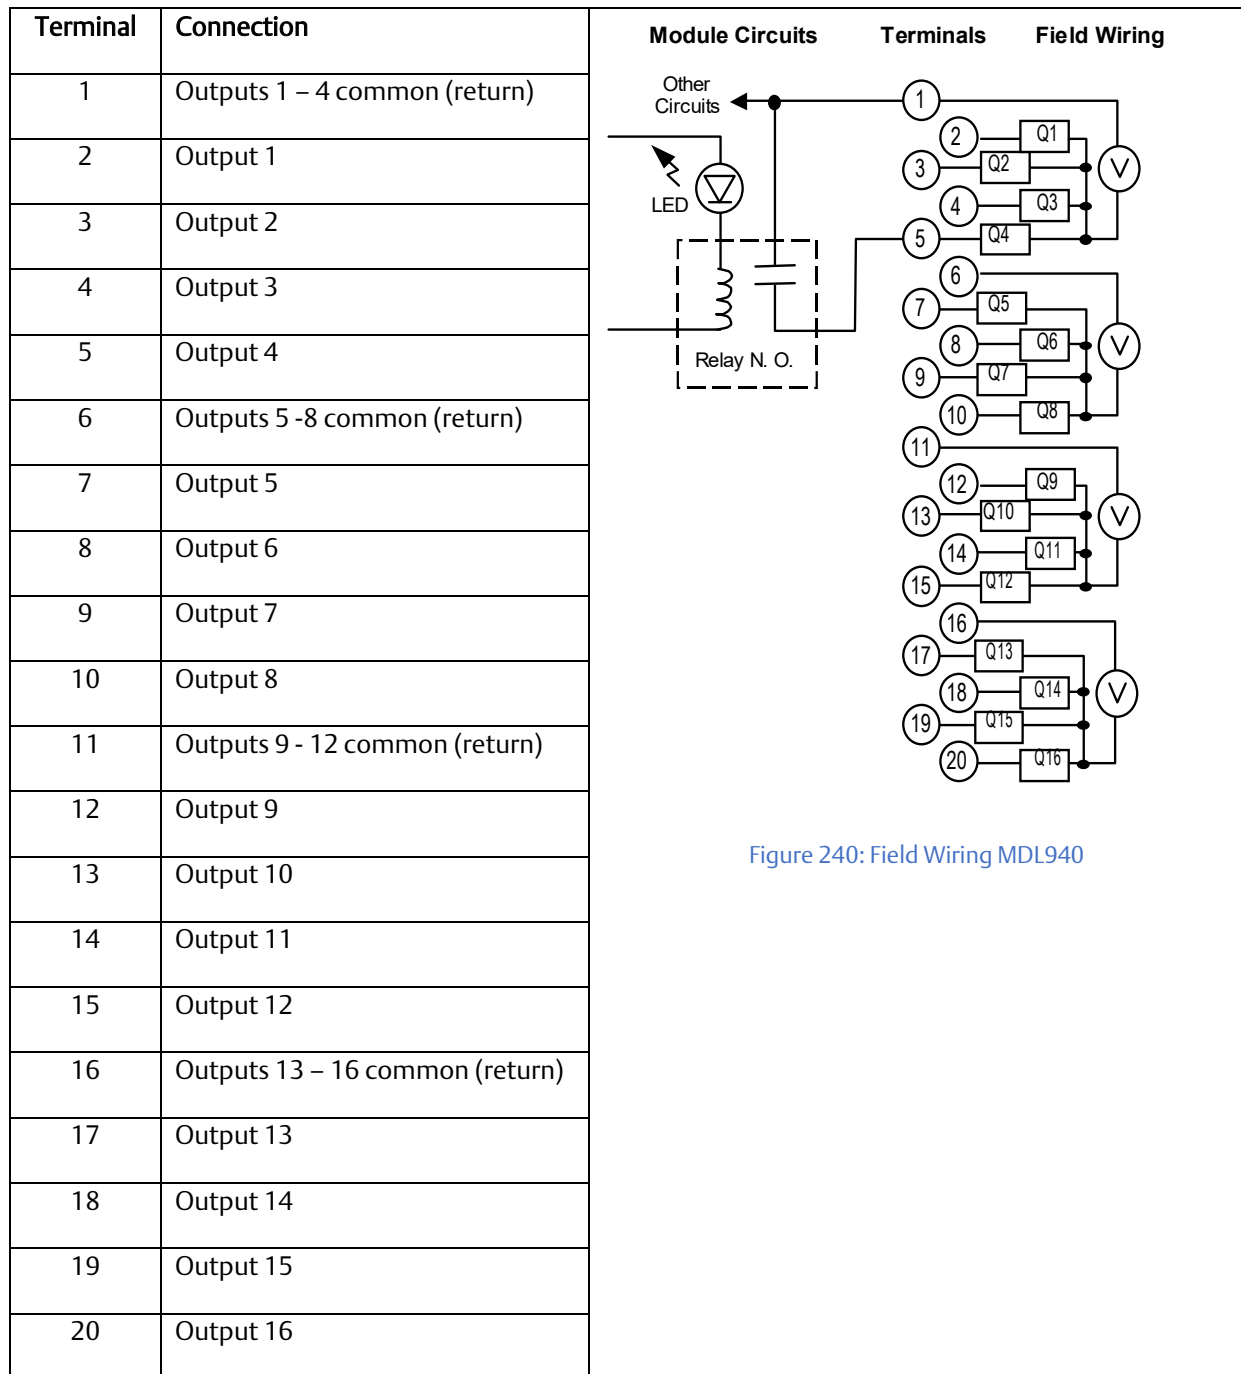 Terminal Connection
1 Outputs 1 – 4 common (return)
2 Output 1
3 Output 2
4 Output 3
5 Output 4
6 Outputs 5 -8 common (return)
7 Output 5
8 Output 6
9 Output 7
10 Output 8
11 Outputs 9 - 12 common (return)
12 Output 9
13 Output 10
14 Output 11
15 Output 12
16 Outputs 13 – 16 common (return)
17 Output 13
18 Output 14
19 Output 15
20 Output 16
Module Circuits Terminals Field Wiring
Other
Circuits
LED
Relay N. O.
1
2 Q1
3 Q2
V
4 Q3
5 Q4
6
7 Q5
8 Q6
V
9 Q7
10 Q8
11
12 Q9
13 Q10
V
14 Q11
15 Q12
16
17 Q13
18 Q14
V
19 Q15
20 Q16
Figure 240: Field Wiring MDL940